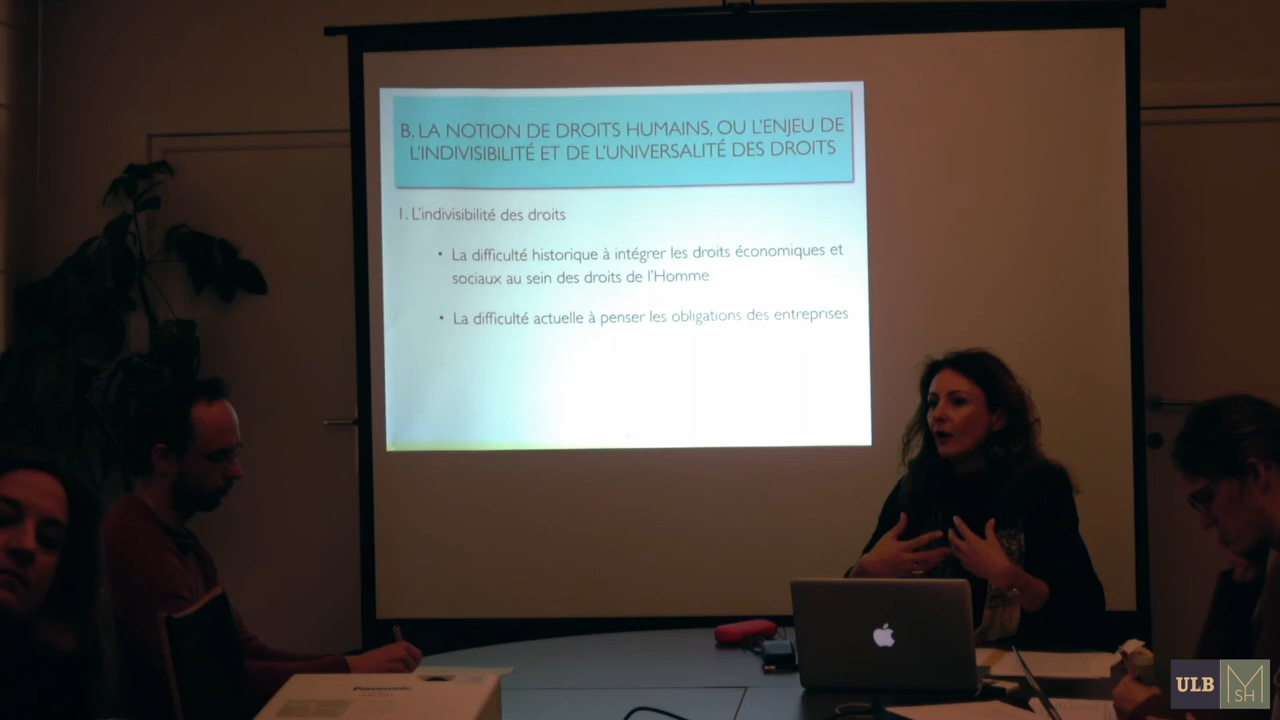 B. LA NOTION DE DROITS HUMAINS, OU L'ENJEU DE
L'INDIVISIBILITÉ ET DE L'UNIVERSALITÉ DES DROITS
1. L'indivisibilité des droits
• La difficulté historique à intégrer les droits économiques et
sociaux au sein des droits de l'Homme
• La difficulté actuelle à penser les obligations des entreprises
Panasonic
ULB
MSH